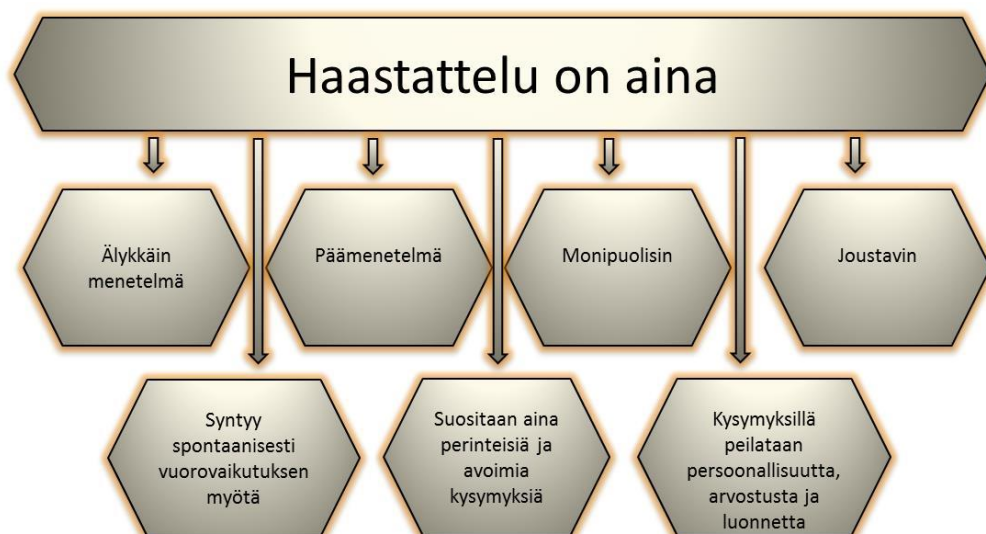 Haastattelu on aina
Älykkäin
menetelmä
Päämenetelmä
Monipuolisin
Joustavin
Syntyy
spontaanisesti
vuorovaikutuksen
myötä
Suositaan aina
perinteisiä ja
avoimia
kysymyksiä
Kysymyksillä
peilataan
persoonallisuutta,
arvostusta ja
luonnetta